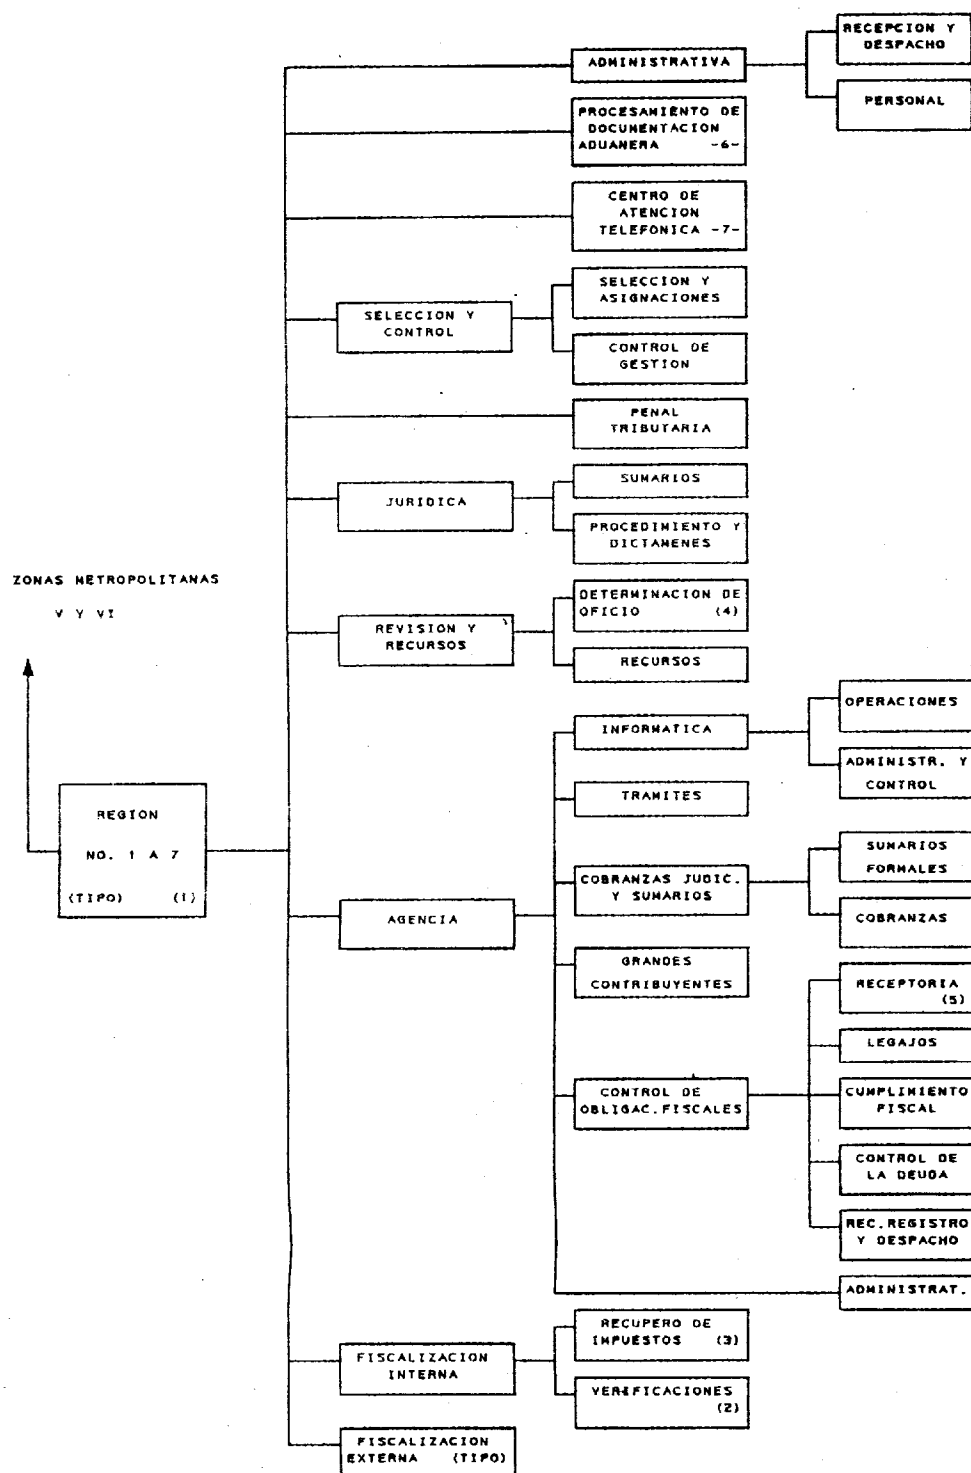 RECEPCION Y
DESPACHO
ADMINISTRATIVA
PERSONAL
PROCESAMIENTO DE
DOCUMENTACION
ADUANERA -6-
CENTRO DE
ATENCION
TELEFONICA -7-
SELECCION Y
ASIGNACIONES
SELECCION Y
CONTROL
CONTROL DE
GESTION
PENAL
TRIBUTARIA
SUMARIOS
JURIDICA
PROCEDIMIENTO Y
DICTAMENES
ZONAS METROPOLITANAS
V Y VI
DETERMINACION DE
OFICIO (4)
REVISION Y
RECURSOS
RECURSOS
OPERACIONES
INFORMATICA
ADMINISTR. Y
CONTROL
TRAMITES
REGION
NO. 1 A 7
(TIPO) (1)
SUMARIOS
FORMALES
COBRANZAS JUDIC.
Y SUMARIOS
COBRANZAS
AGENCIA
GRANDES
CONTRIBUYENTES
RECEPTORIA
(5)
LEGAJOS
CONTROL DE
OBLIGAC.FISCALES
CUMPLIMIENTO
FISCAL
CONTROL DE
LA DEUDA
REC.REGISTRO
Y DESPACHO
ADMINISTRAT.
RECUPERO DE
IMPUESTOS (3)
FISCALIZACION
INTERNA
VERIFICACIONES
(2)
FISCALIZACION
EXTERNA (TIPO)